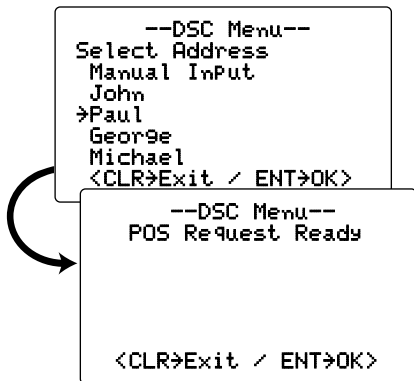 --DSC Menu--
Select Address
Manual Input
John
→Paul
George
Michael
<CLR→Exit / ENT→OK>
--DSC Menu--
POS Request Ready
<CLR→Exit / ENT→OK>